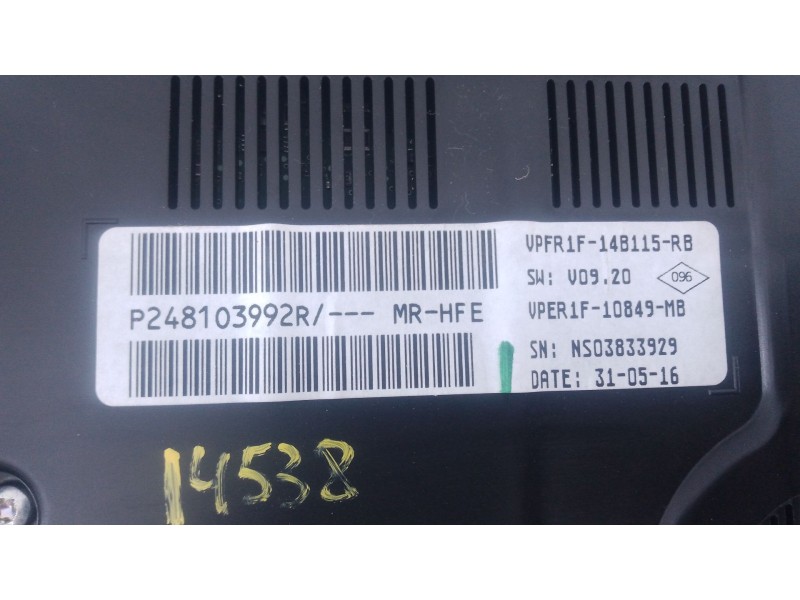 P248103992R/--- MR-HFE
VPFR1F-14B115-RB
SW: V09.20
096
VPER1F-10849-MB
SN: NS03833929
DATE: 31-05-16
14538